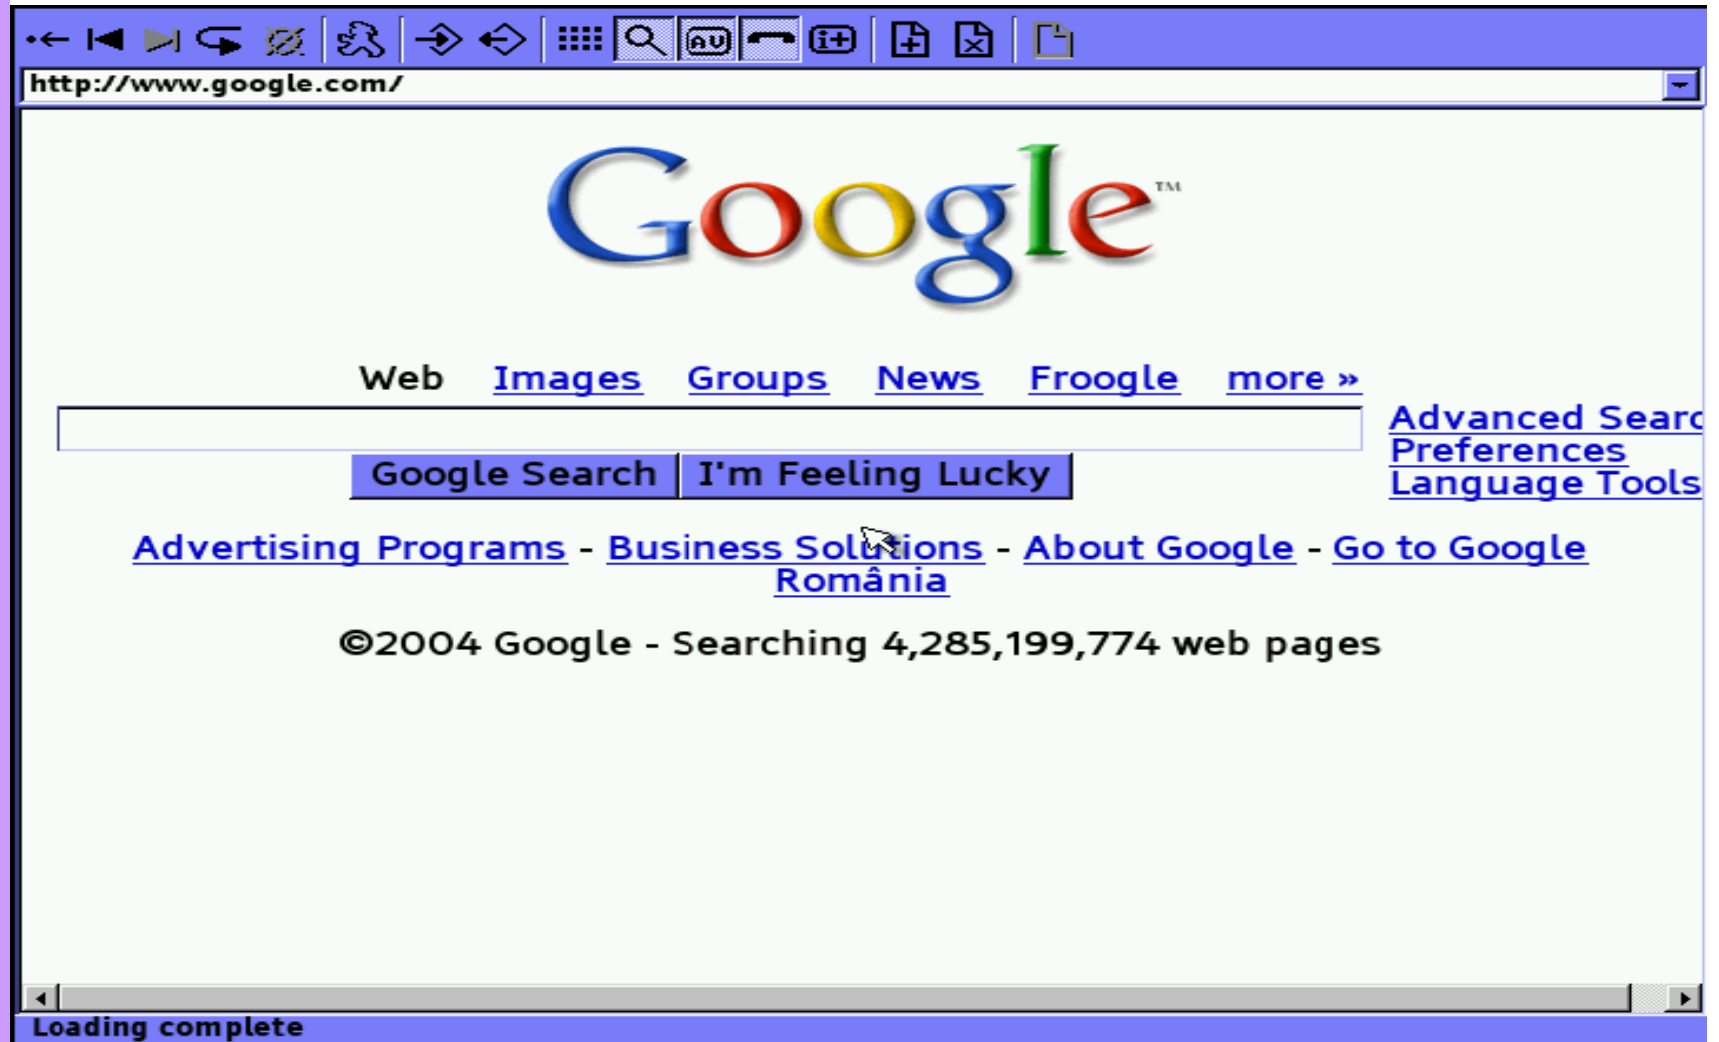 http://www.google.com/
Google™
Web Images Groups News Froogle more »
Advanced Searc
Preferences
Language Tools
Google Search I'm Feeling Lucky
Advertising Programs - Business Solutions - About Google - Go to Google
România
©2004 Google - Searching 4,285,199,774 web pages
Loading complete